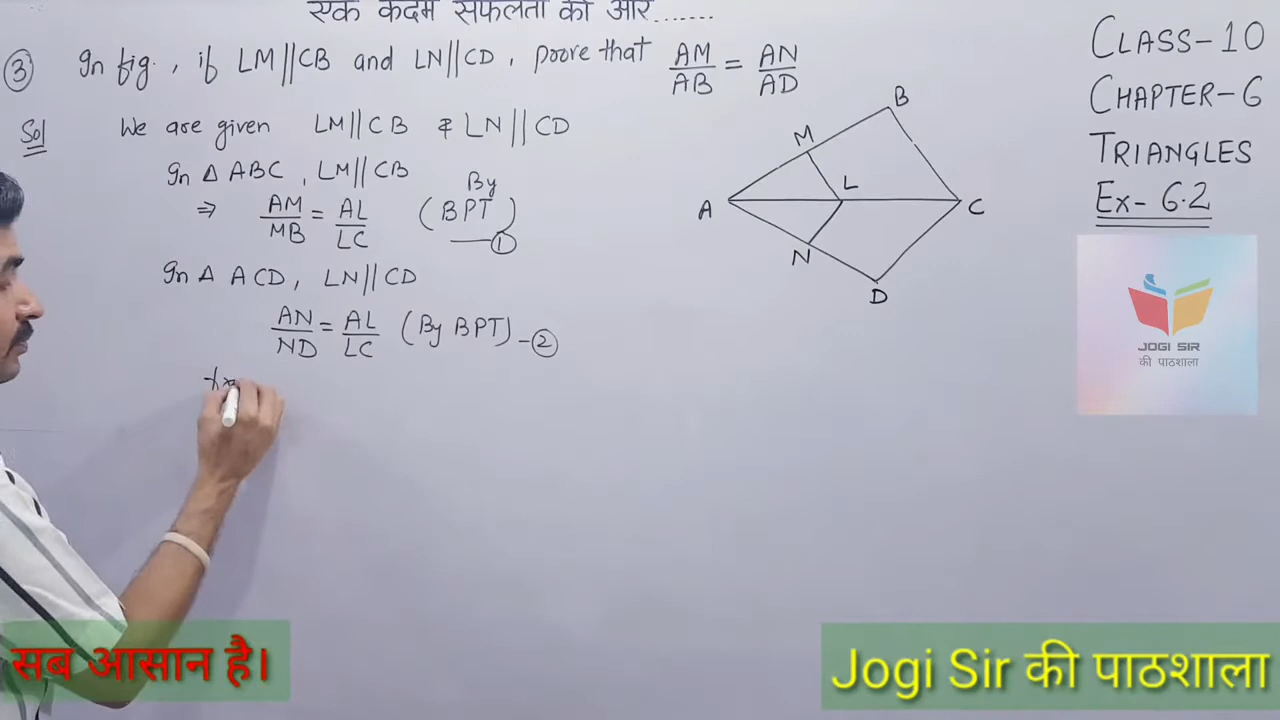 एक कदम सफलता की ओर.......
③ In fig., if LM||CB and LN||CD, prove that AM/AB = AN/AD
Sol We are given LM||CB & LN||CD
In Δ ABC, LM||CB
⇒ AM/MB = AL/LC (By BPT) —①
In Δ ACD, LN||CD
AN/ND = AL/LC (By BPT) -②
A
M
B
L
C
N
D
CLASS-10
CHAPTER-6
TRIANGLES
Ex- 6.2
JOGI SIR
की पाठशाला
सब आसान है।
Jogi Sir की पाठशाला